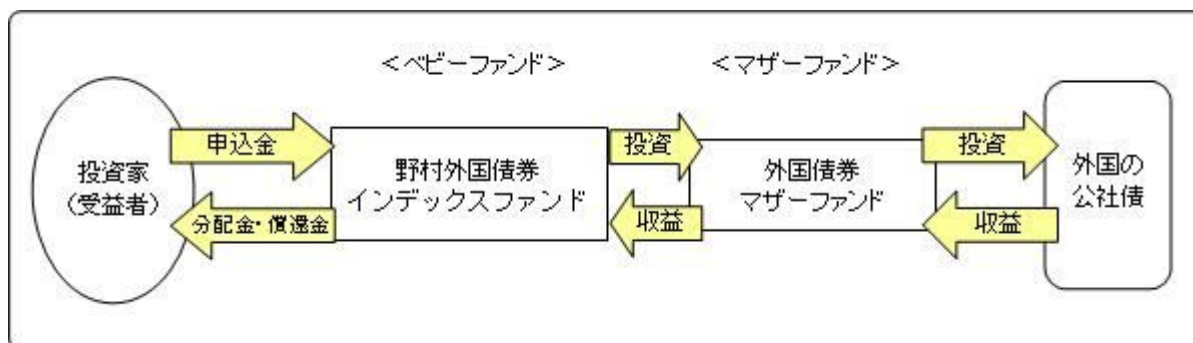 <ベビーファンド>
<マザーファンド>
投資家
(受益者)
申込金
分配金・償還金
野村外国債券
インデックスファンド
投資
収益
外国債券
マザーファンド
投資
収益
外国の
公社債